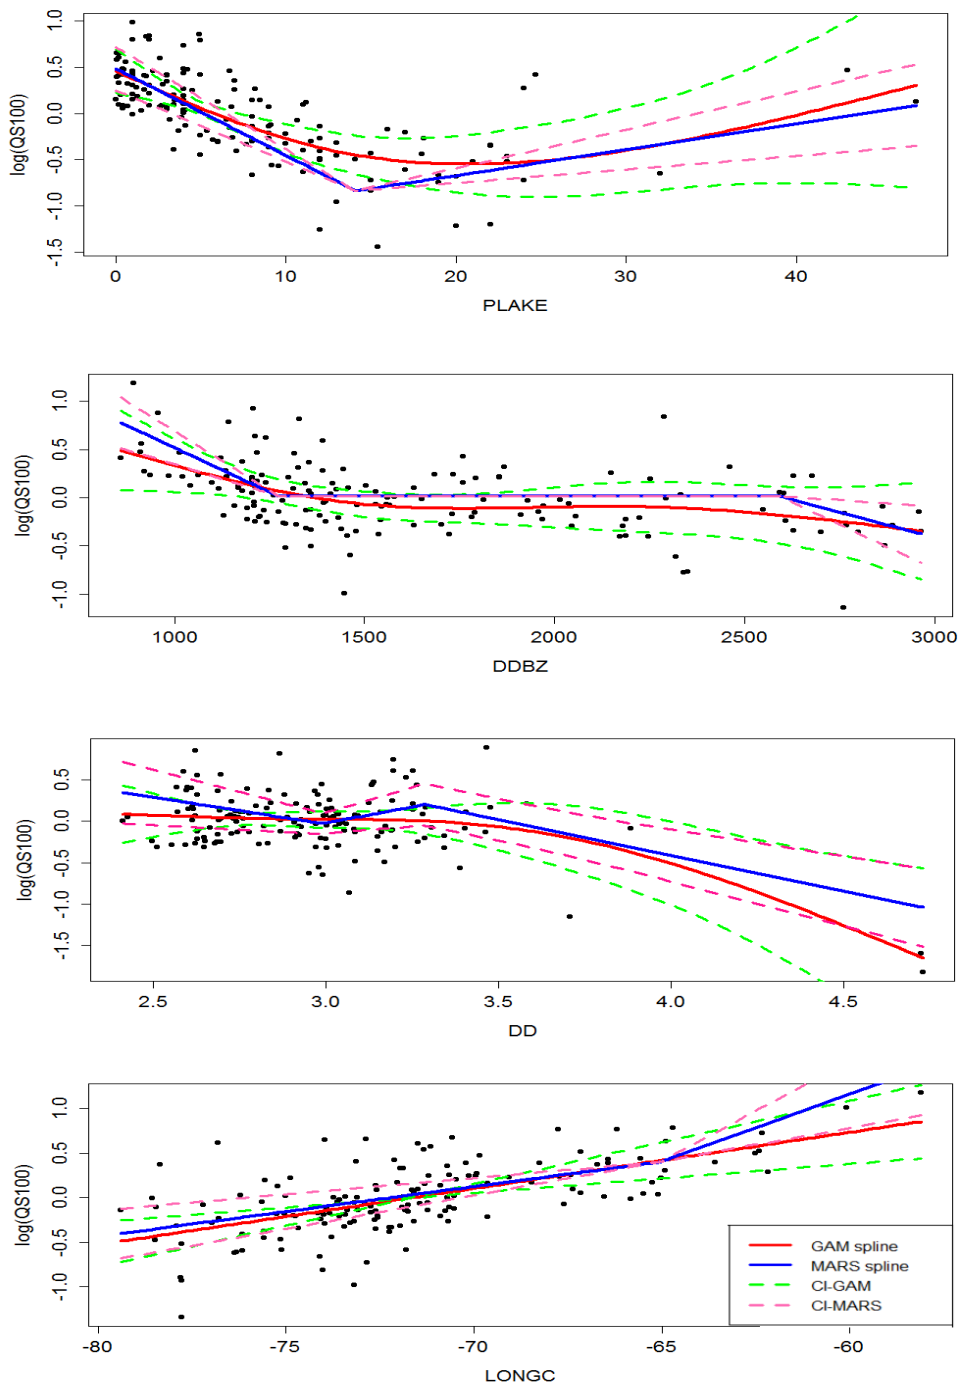 log(QS100)
1.0
0.5
0.0
-0.5
-1.0
-1.5
0 10 20 30 40
PLAKE
log(QS100)
1.0
0.5
0.0
-0.5
-1.0
1000 1500 2000 2500 3000
DDBZ
log(QS100)
0.5
0.0
-0.5
-1.0
-1.5
2.5 3.0 3.5 4.0 4.5
DD
log(QS100)
1.0
0.5
0.0
-0.5
-1.0
GAM spline
MARS spline
CI-GAM
CI-MARS
-80 -75 -70 -65 -60
LONGC